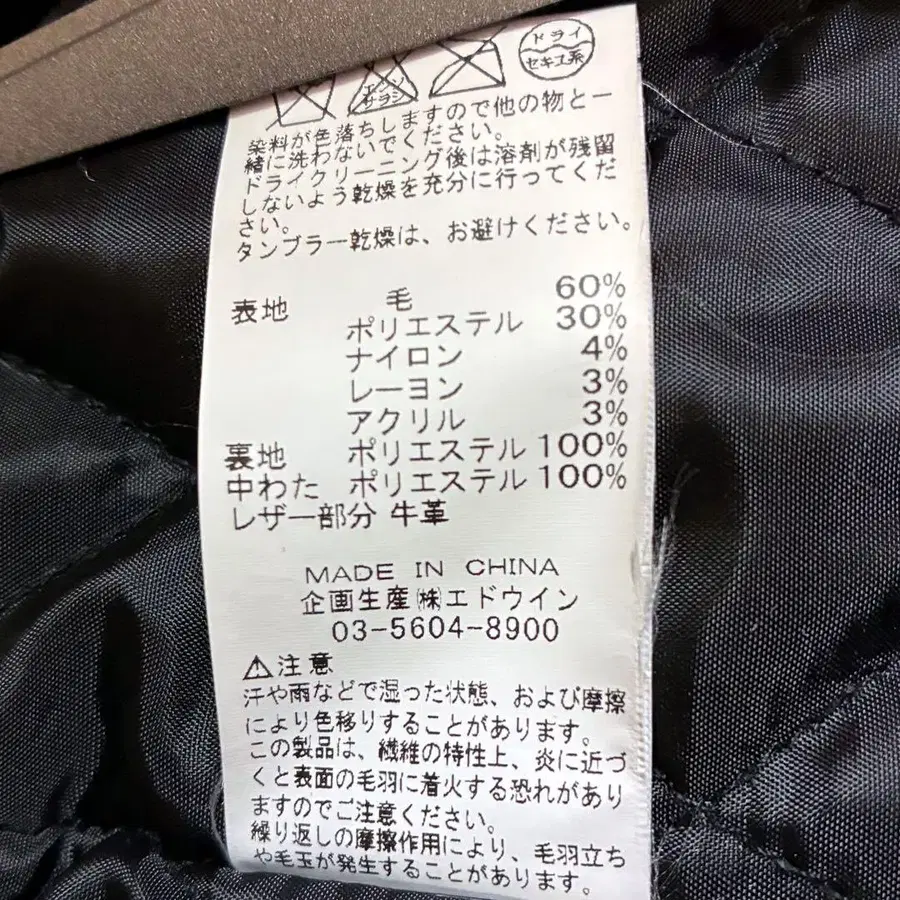 ドライ
セキユ系
エンソ
サラシ
染料が色落ちしますので他の物と一
緒に洗わないでください。
ドライクリーニング後は溶剤が残留
しないよう乾燥を充分に行ってくだ
さい。
タンブラー乾燥は、お避けください。
表地 毛 60%
ポリエステル 30%
ナイロン 4%
レーヨン 3%
アクリル 3%
裏地 ポリエステル 100%
中わた ポリエステル 100%
レザー部分 牛革
MADE IN CHINA
企画生産㈱エドウイン
03-5604-8900
⚠注意
汗や雨などで湿った状態、および摩擦
により色移りすることがあります。
この製品は、繊維の特性上、炎に近づ
くと表面の毛羽に着火する恐れがあり
ますのでご注意ください。
繰り返しの摩擦作用により、毛羽立ち
や毛玉が発生することがあります。